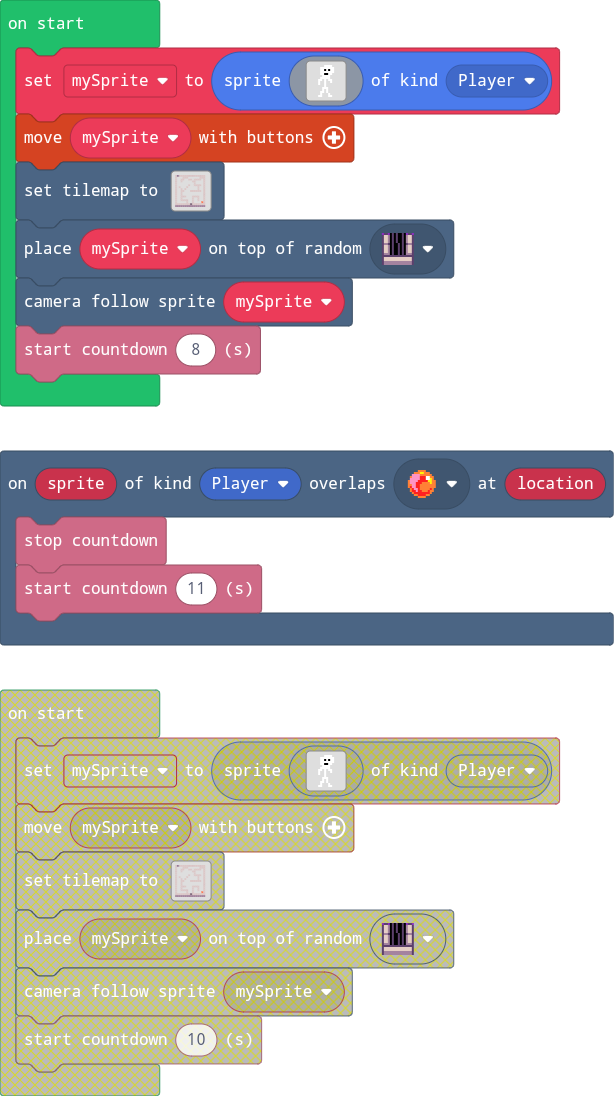 on start
set mySprite to sprite of kind Player
move mySprite with buttons
set tilemap to
place mySprite on top of random
camera follow sprite mySprite
start countdown 8 (s)
on sprite of kind Player overlaps at location
stop countdown
start countdown 11 (s)
on start
set mySprite to sprite of kind Player
move mySprite with buttons
set tilemap to
place mySprite on top of random
camera follow sprite mySprite
start countdown 10 (s)